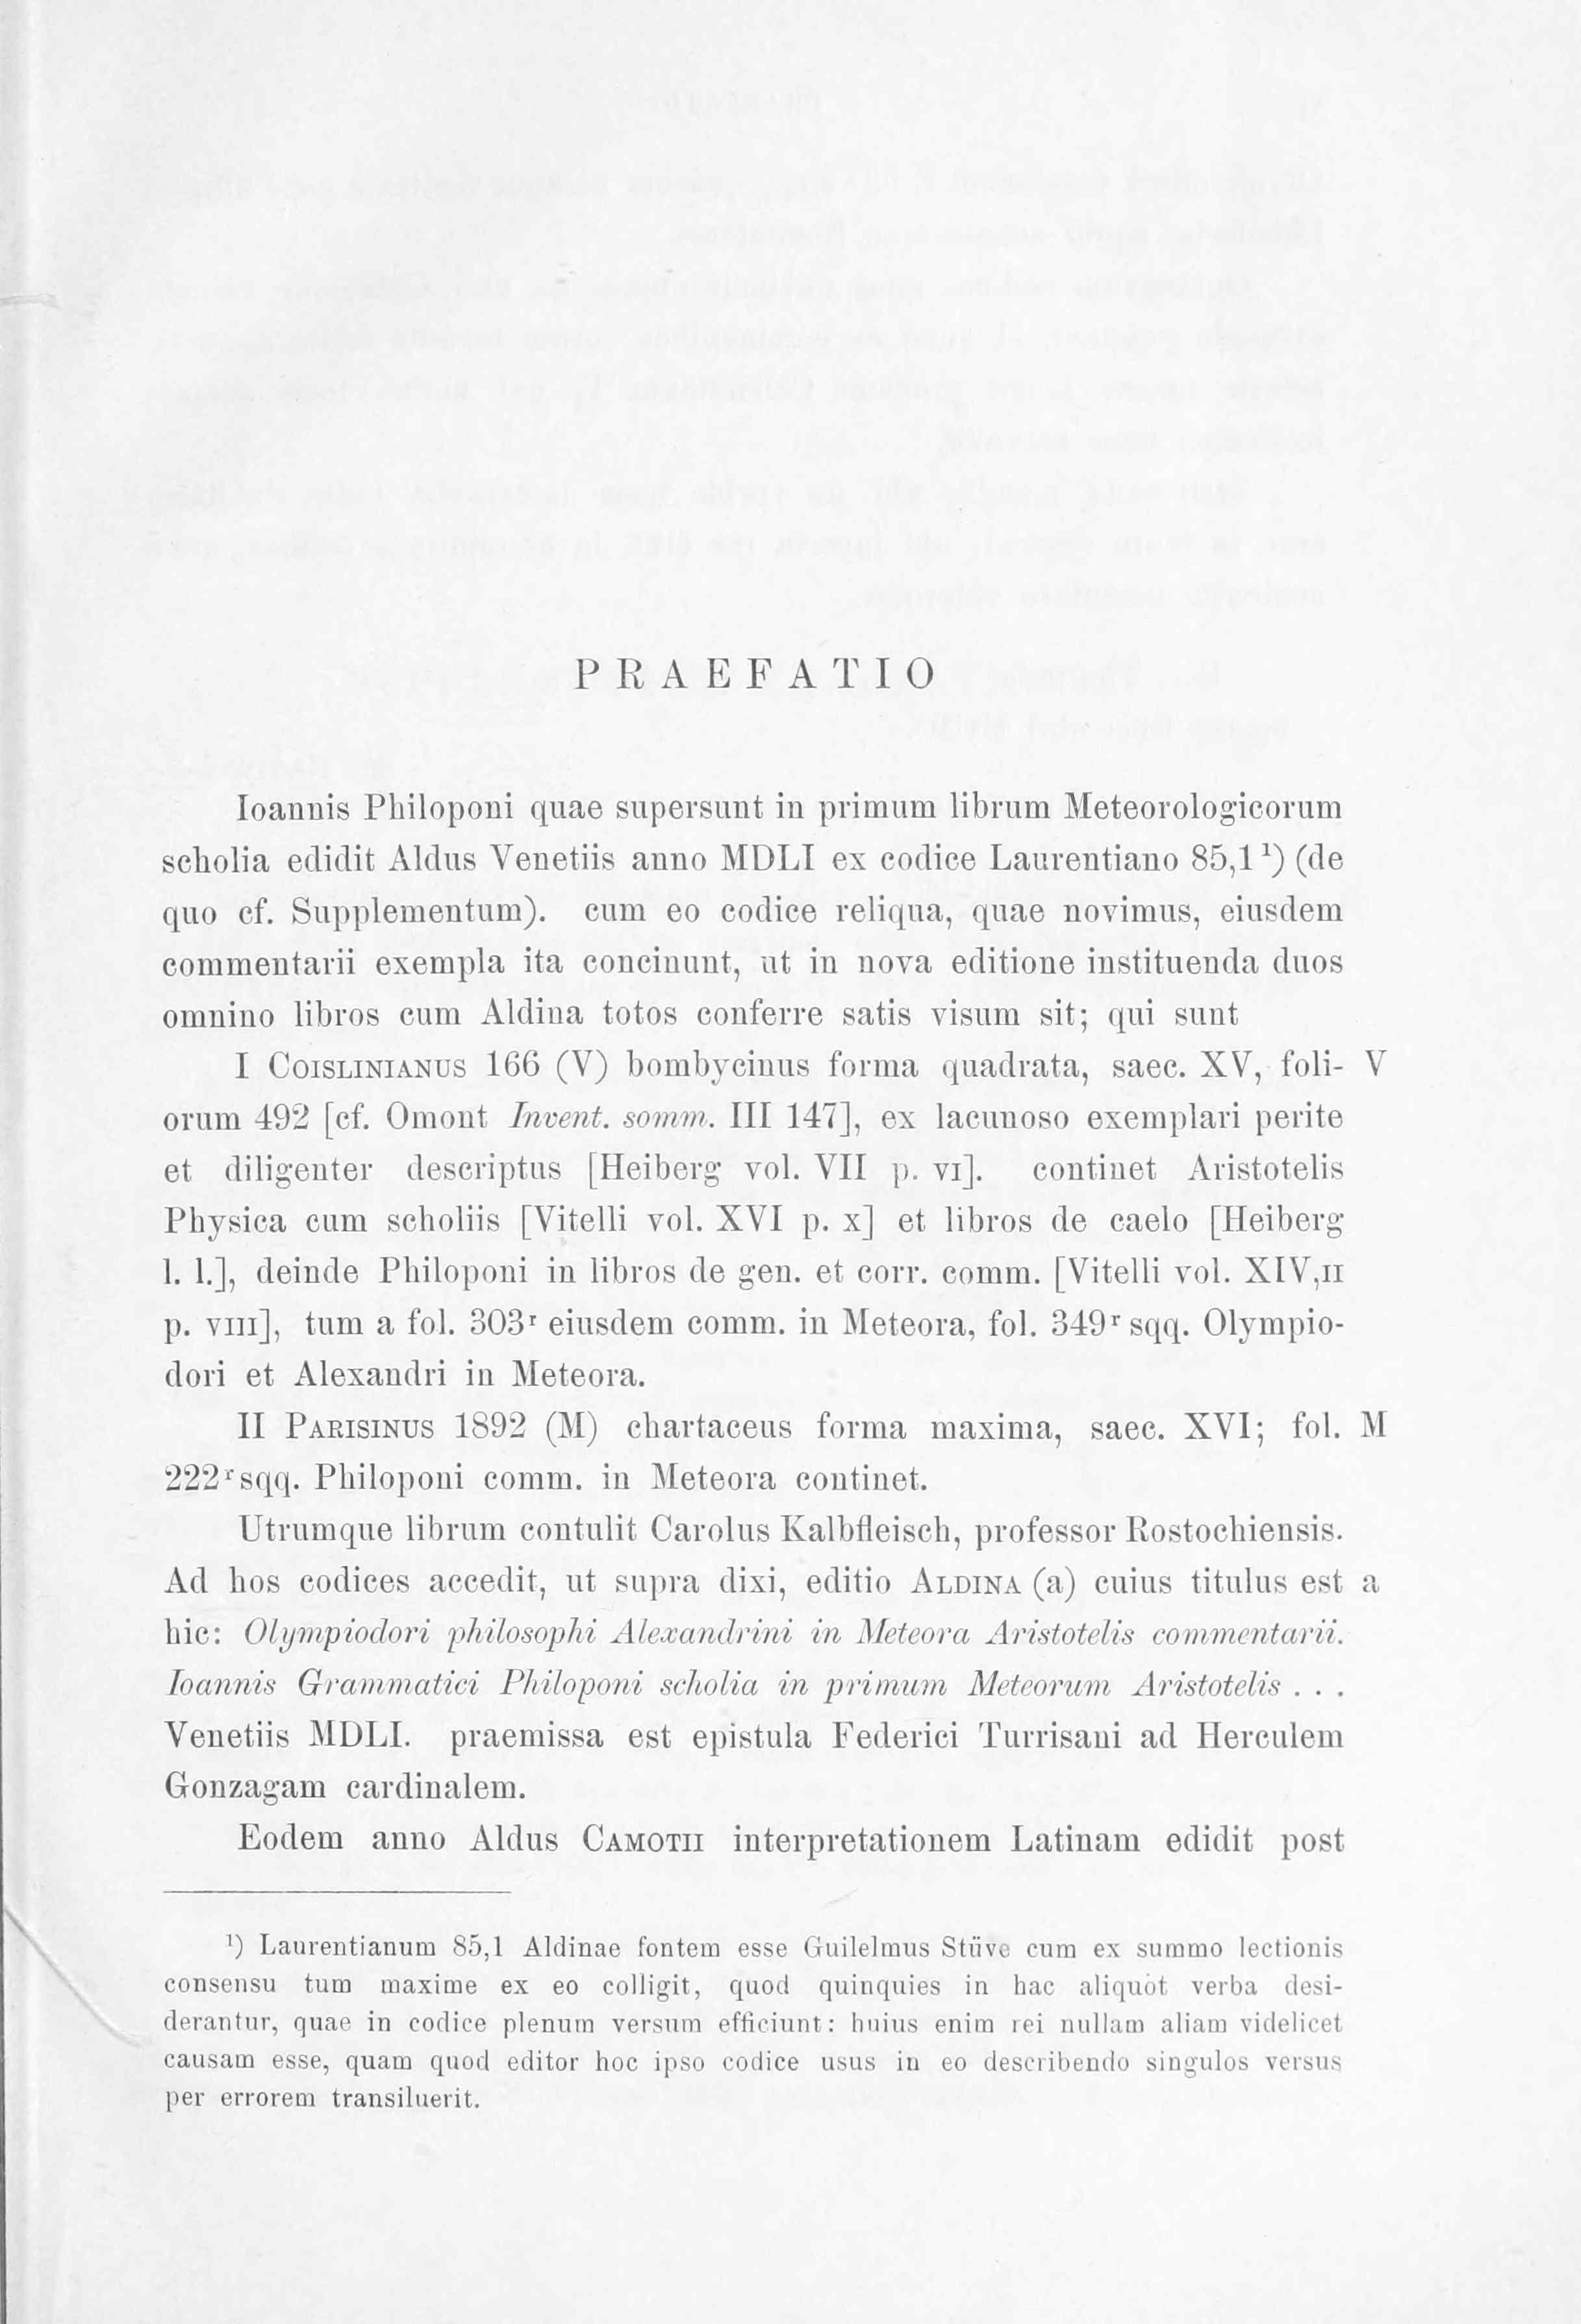 PRAEFATIO
Ioannis Philoponi quae supersunt in primum librum Meteorologicorum
scholia edidit Aldus Venetiis anno MDLI ex codice Laurentiano 85,1 ¹) (de
quo cf. Supplementum). cum eo codice reliqua, quae novimus, eiusdem
commentarii exempla ita concinunt, ut in nova editione instituenda duos
omnino libros cum Aldina totos conferre satis visum sit; qui sunt
I Coislinianus 166 (V) bombycinus forma quadrata, saec. XV, foli- V
orum 492 [cf. Omont Invent. somm. III 147], ex lacunoso exemplari perite
et diligenter descriptus [Heiberg vol. VII p. vi]. continet Aristotelis
Physica cum scholiis [Vitelli vol. XVI p. x] et libros de caelo [Heiberg
l. l.], deinde Philoponi in libros de gen. et corr. comm. [Vitelli vol. XIV,ii
p. viii], tum a fol. 303ʳ eiusdem comm. in Meteora, fol. 349ʳ sqq. Olympio-
dori et Alexandri in Meteora.
II Parisinus 1892 (M) chartaceus forma maxima, saec. XVI; fol. M
222ʳ sqq. Philoponi comm. in Meteora continet.
Utrumque librum contulit Carolus Kalbfleisch, professor Rostochiensis.
Ad hos codices accedit, ut supra dixi, editio Aldina (a) cuius titulus est a
hic: Olympiodori philosophi Alexandrini in Meteora Aristotelis commentarii.
Ioannis Grammatici Philoponi scholia in primum Meteorum Aristotelis . . .
Venetiis MDLI. praemissa est epistula Federici Turrisani ad Herculem
Gonzagam cardinalem.
Eodem anno Aldus Camotii interpretationem Latinam edidit post
¹) Laurentianum 85,1 Aldinae fontem esse Guilelmus Stüve cum ex summo lectionis
consensu tum maxime ex eo colligit, quod quinquies in hac aliquot verba desi-
derantur, quae in codice plenum versum efficiunt: huius enim rei nullam aliam videlicet
causam esse, quam quod editor hoc ipso codice usus in eo describendo singulos versus
per errorem transiluerit.